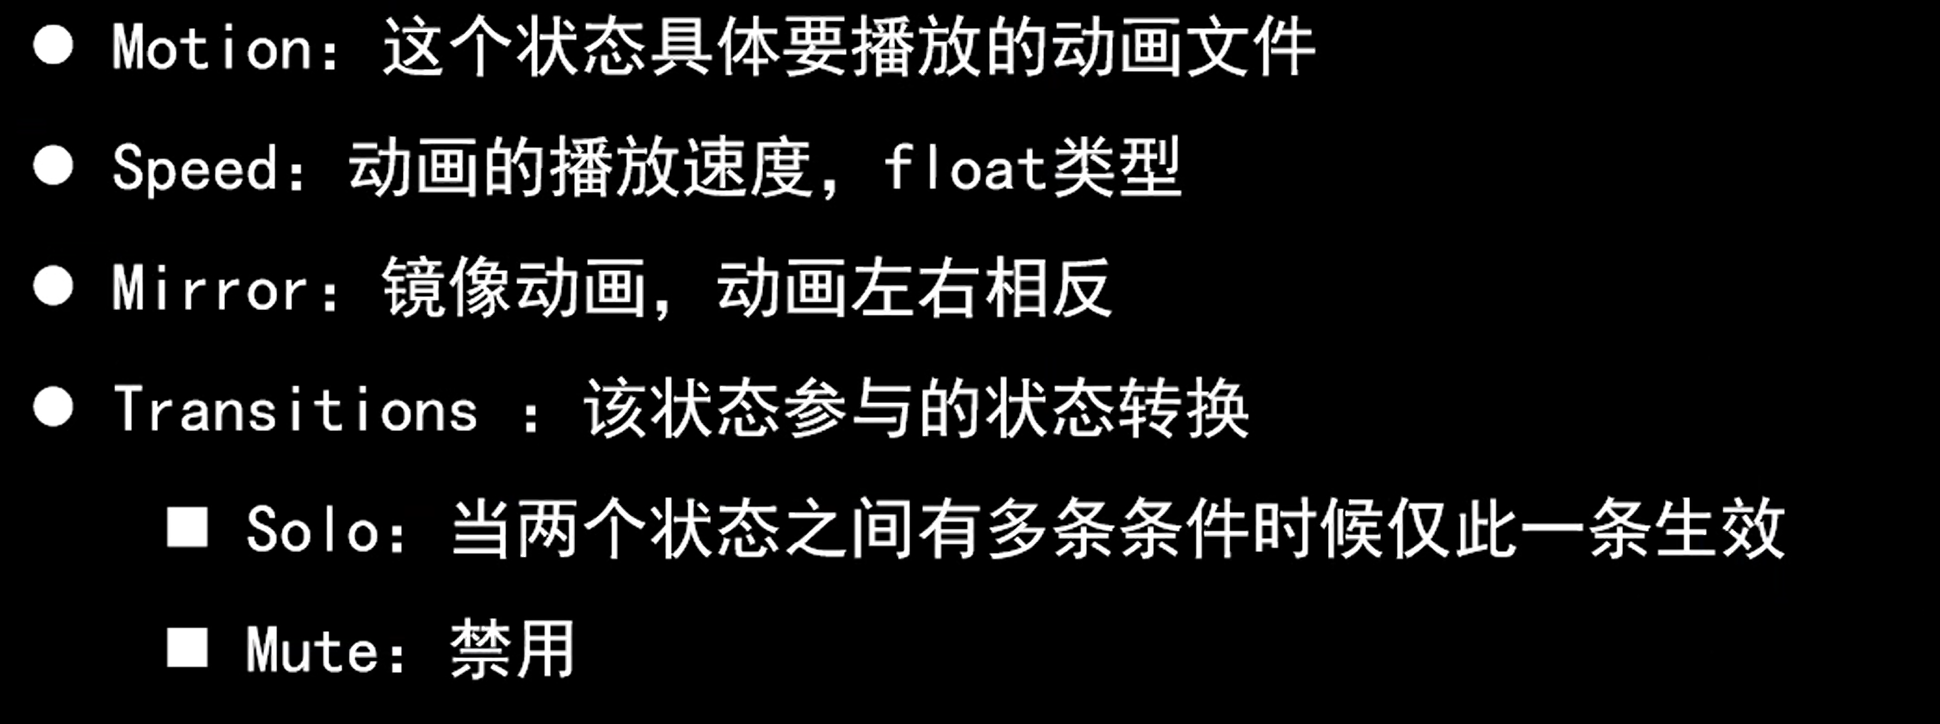 ● Motion：这个状态具体要播放的动画文件
● Speed：动画的播放速度，float类型
● Mirror：镜像动画，动画左右相反
● Transitions ：该状态参与的状态转换
■ Solo：当两个状态之间有多条条件时候仅此一条生效
■ Mute：禁用